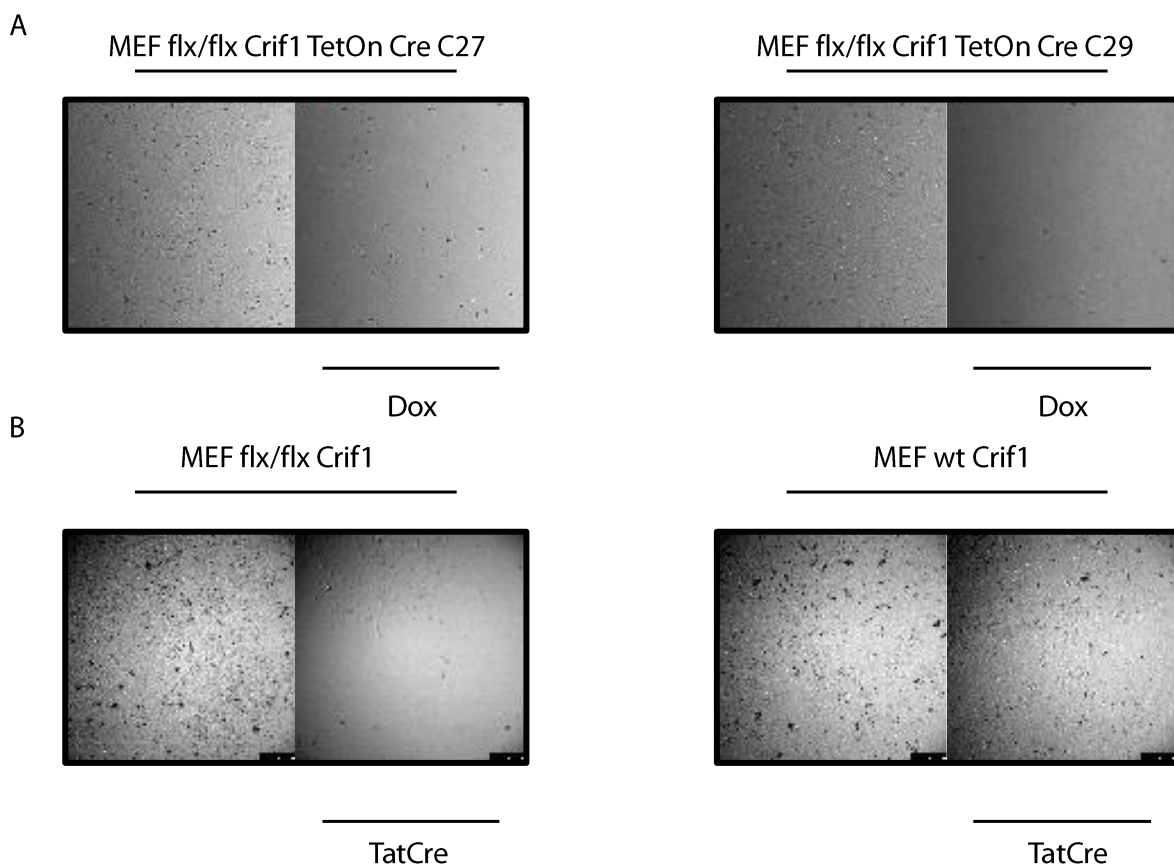 A
MEF flx/flx Crif1 TetOn Cre C27
MEF flx/flx Crif1 TetOn Cre C29
Dox
Dox
B
MEF flx/flx Crif1
MEF wt Crif1
TatCre
TatCre